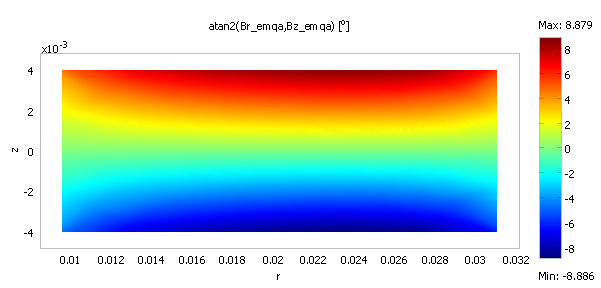 atan2(Br_emqa,Bz_emqa) [º]
Max: 8.879
x10⁻³
4
2
0
-2
-4
z
0.01 0.012 0.014 0.016 0.018 0.02 0.022 0.024 0.026 0.028 0.03 0.032
r
8
6
4
2
0
-2
-4
-6
-8
Min: -8.886